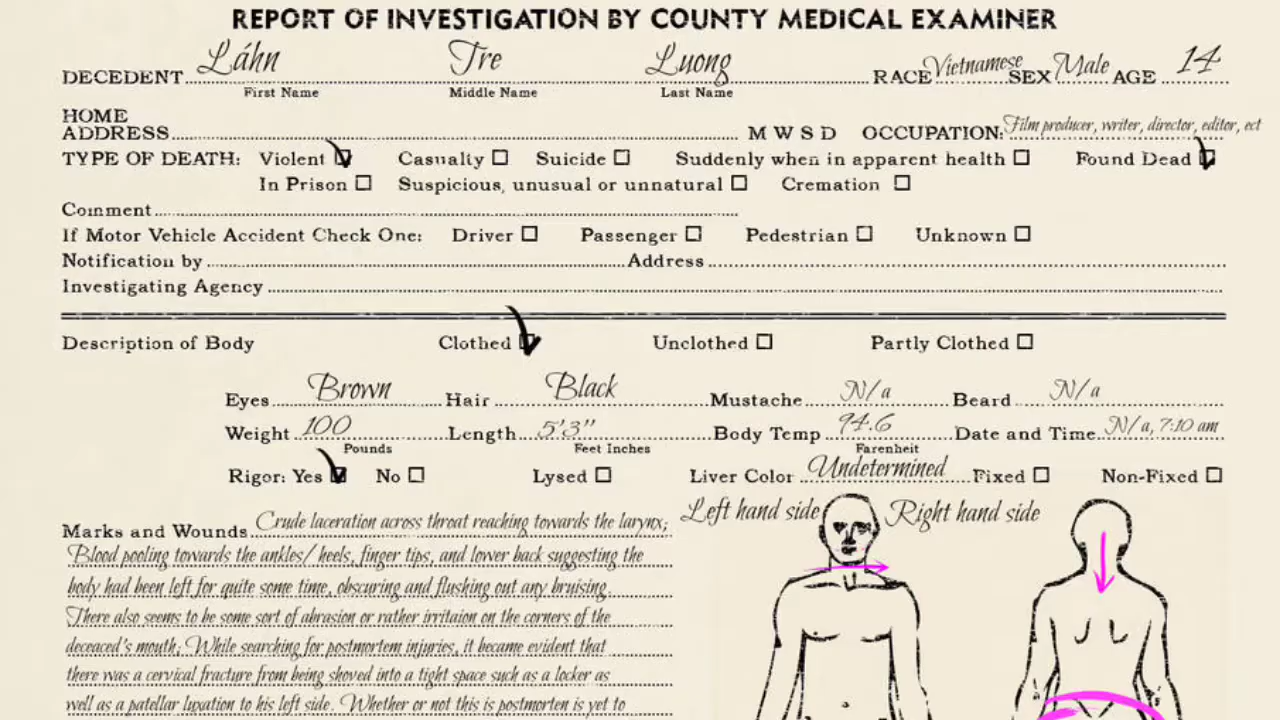 REPORT OF INVESTIGATION BY COUNTY MEDICAL EXAMINER
DECEDENT Láhn Tre Luong RACE Vietnamese SEX Male AGE 14
First Name Middle Name Last Name
HOME
ADDRESS M W S D OCCUPATION: Film producer, writer, director, editor, ect
TYPE OF DEATH: Violent Casualty Suicide Suddenly when in apparent health Found Dead
In Prison Suspicious, unusual or unnatural Cremation
Comment
If Motor Vehicle Accident Check One: Driver Passenger Pedestrian Unknown
Notification by Address
Investigating Agency
Description of Body Clothed Unclothed Partly Clothed
Eyes Brown Hair Black Mustache N/a Beard N/a
Weight 100 Length 5'3" Body Temp 94.6 Date and Time N/a, 7:10 am
Pounds Feet Inches Farenheit
Rigor: Yes No Lysed Liver Color Undetermined Fixed Non-Fixed
Left hand side Right hand side
Marks and Wounds Crude laceration across throat reaching towards the larynx;
Blood pooling towards the ankles/ heels, finger tips, and lower back suggesting the
body had been left for quite some time, obscuring and flushing out any bruising.
There also seems to be some sort of abrasion or rather irritaion on the corners of the
deceased's mouth; While searching for postmortem injuries, it became evident that
there was a cervical fracture from being shoved into a tight space such as a locker as
well as a patellar luxation to his left side. Whether or not this is postmortem is yet to